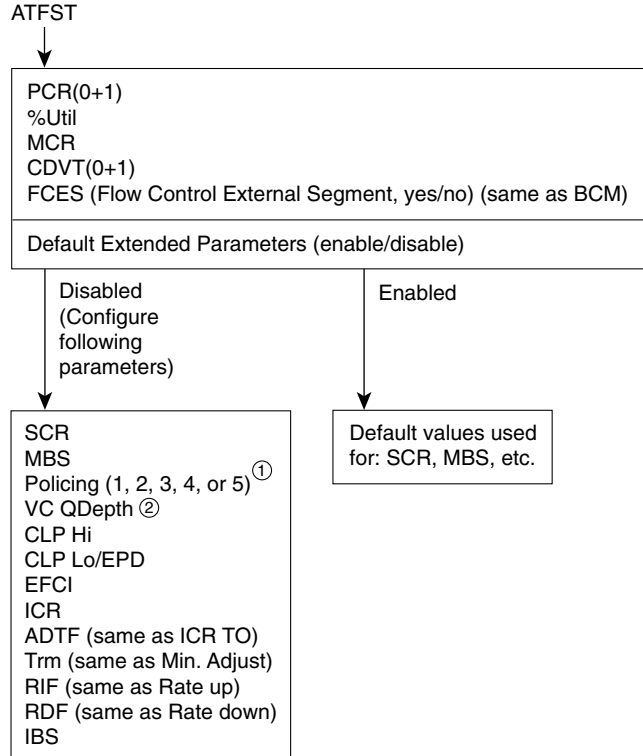 ATFST
PCR(0+1)
%Util
MCR
CDVT(0+1)
FCES (Flow Control External Segment, yes/no) (same as BCM)
Default Extended Parameters (enable/disable)
Disabled
(Configure
following
parameters)
Enabled
SCR
MBS
Policing (1, 2, 3, 4, or 5) ①
VC QDepth ②
CLP Hi
CLP Lo/EPD
EFCI
ICR
ADTF (same as ICR TO)
Trm (same as Min. Adjust)
RIF (same as Rate up)
RDF (same as Rate down)
IBS
Default values used
for: SCR, MBS, etc.